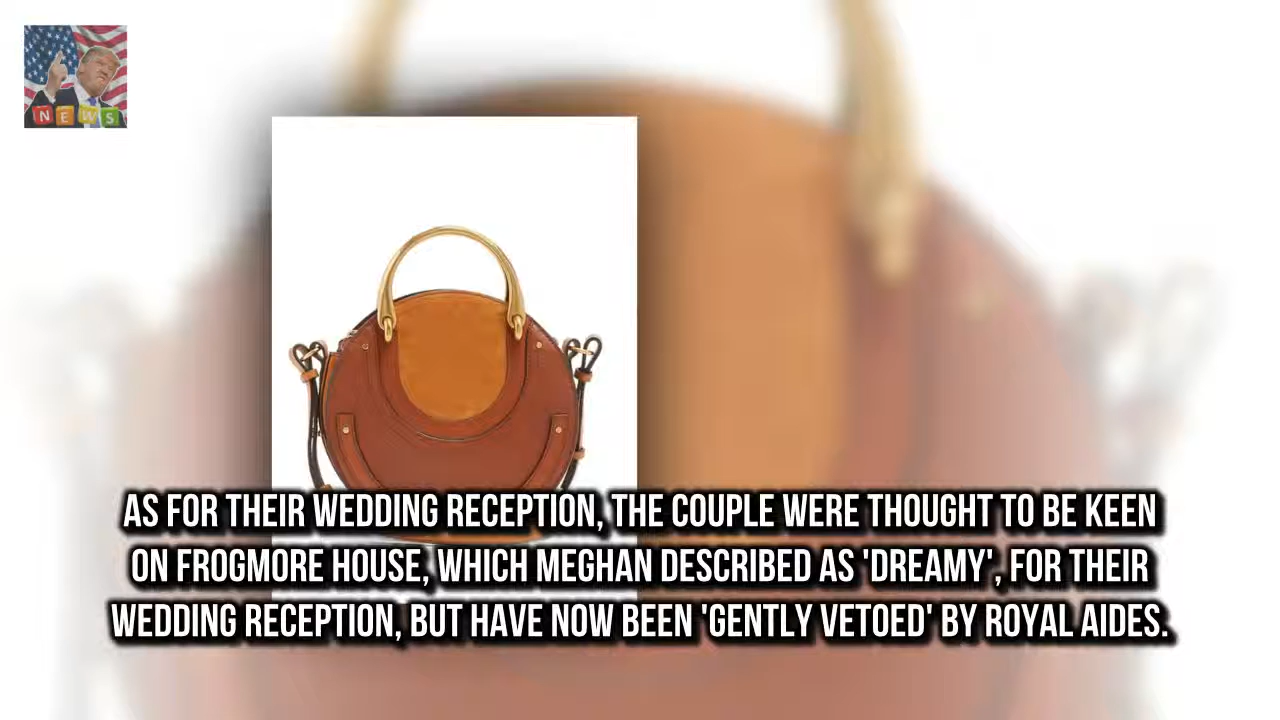 NEWS
AS FOR THEIR WEDDING RECEPTION, THE COUPLE WERE THOUGHT TO BE KEEN
ON FROGMORE HOUSE, WHICH MEGHAN DESCRIBED AS 'DREAMY', FOR THEIR
WEDDING RECEPTION, BUT HAVE NOW BEEN 'GENTLY VETOED' BY ROYAL AIDES.